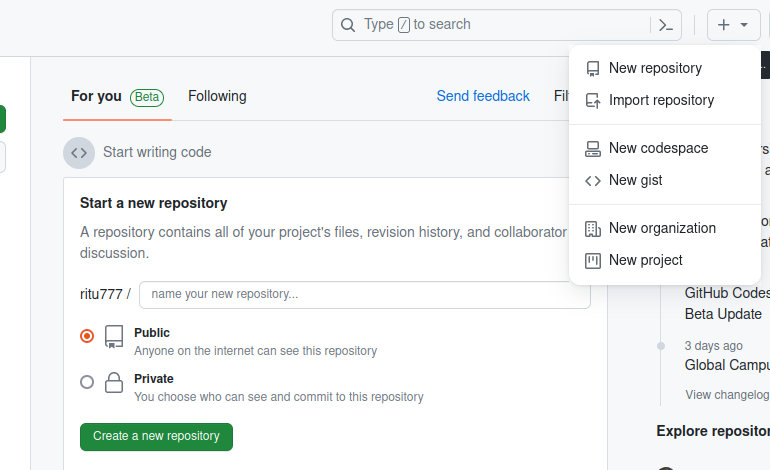 Type / to search
New repository
Import repository
New codespace
New gist
New organization
New project
For you Beta Following Send feedback
Start writing code
Start a new repository
A repository contains all of your project's files, revision history, and collaborator
discussion.
ritu777 / name your new repository...
Public
Anyone on the internet can see this repository
Private
You choose who can see and commit to this repository
Create a new repository
GitHub
Beta Update
3 days ago
Global
View changelog
Explore